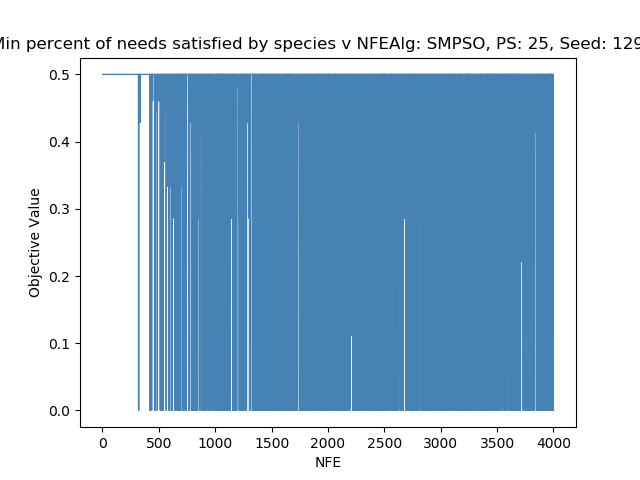 Min percent of needs satisfied by species v NFEAlg: SMPSO, PS: 25, Seed: 129
0.5
0.4
0.3
0.2
0.1
0.0
Objective Value
0 500 1000 1500 2000 2500 3000 3500 4000
NFE